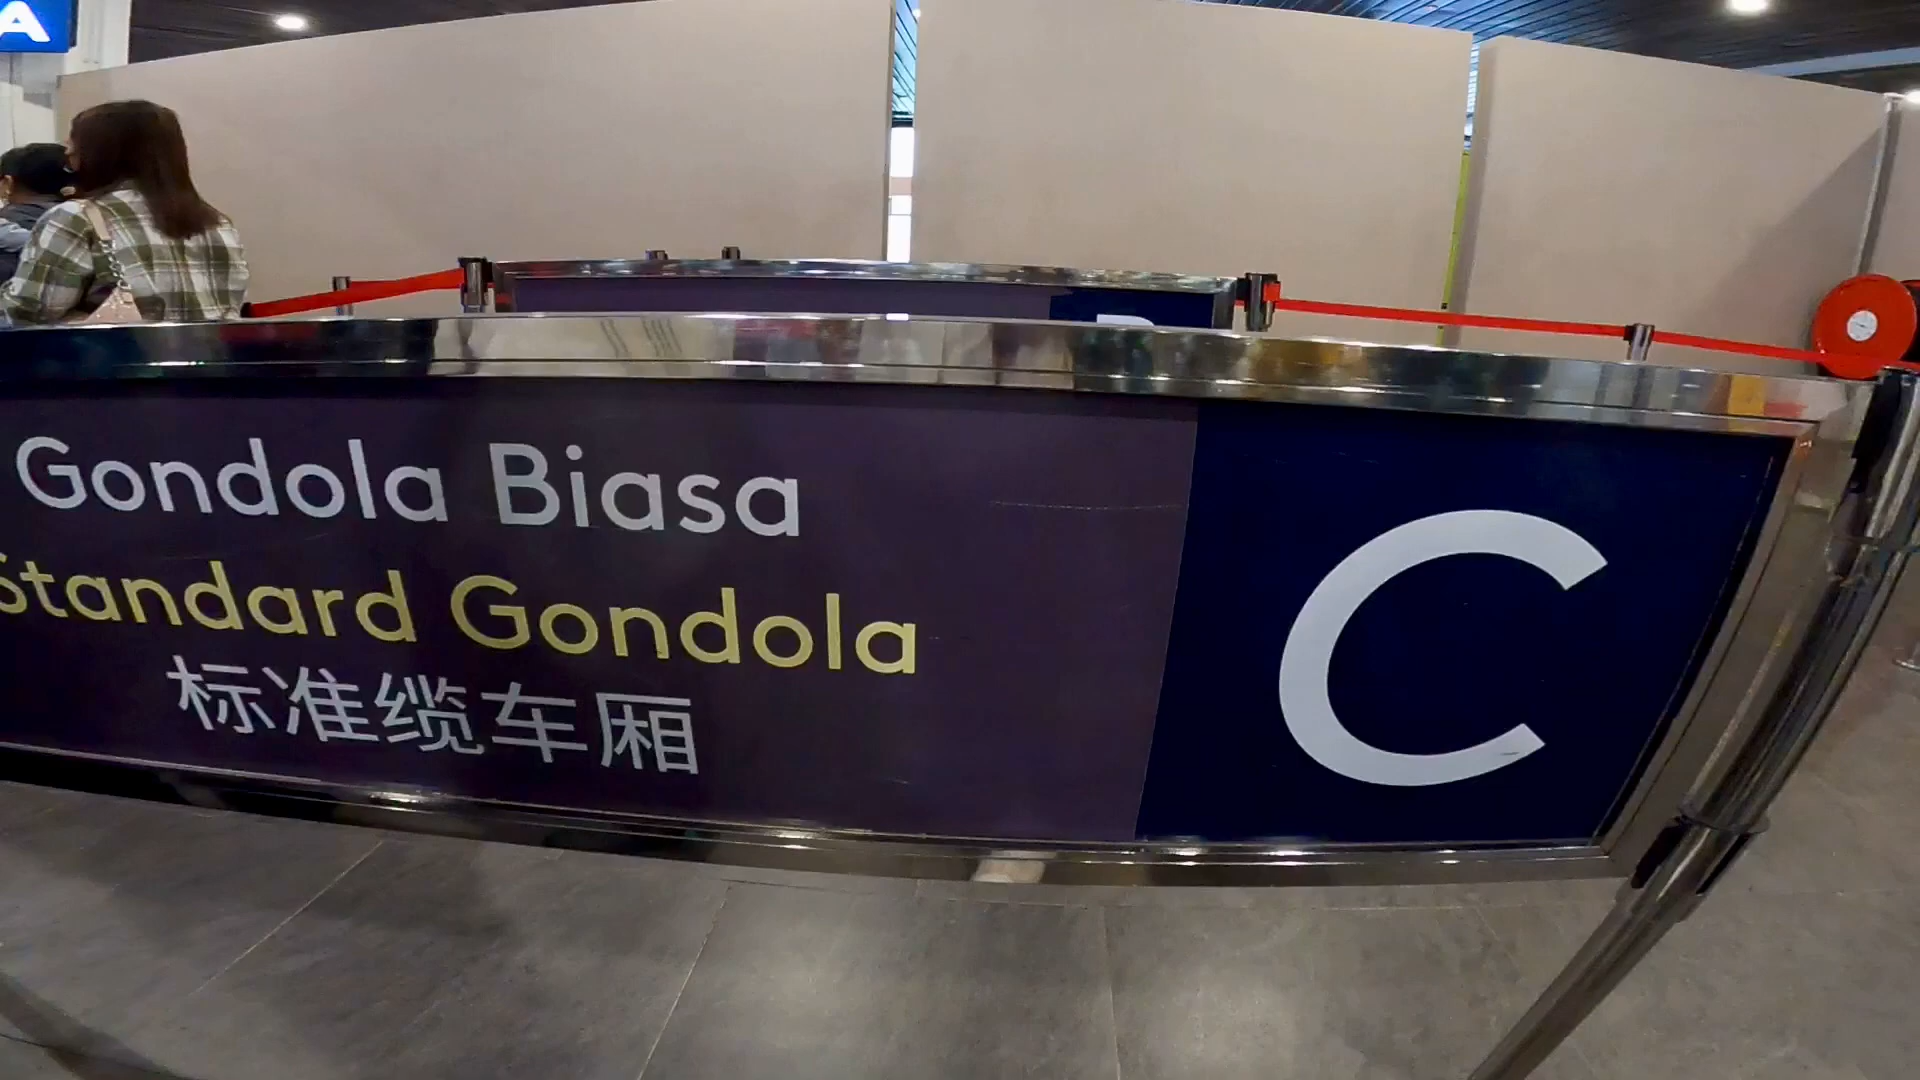 A
Gondola Biasa
Standard Gondola
标准缆车厢
C